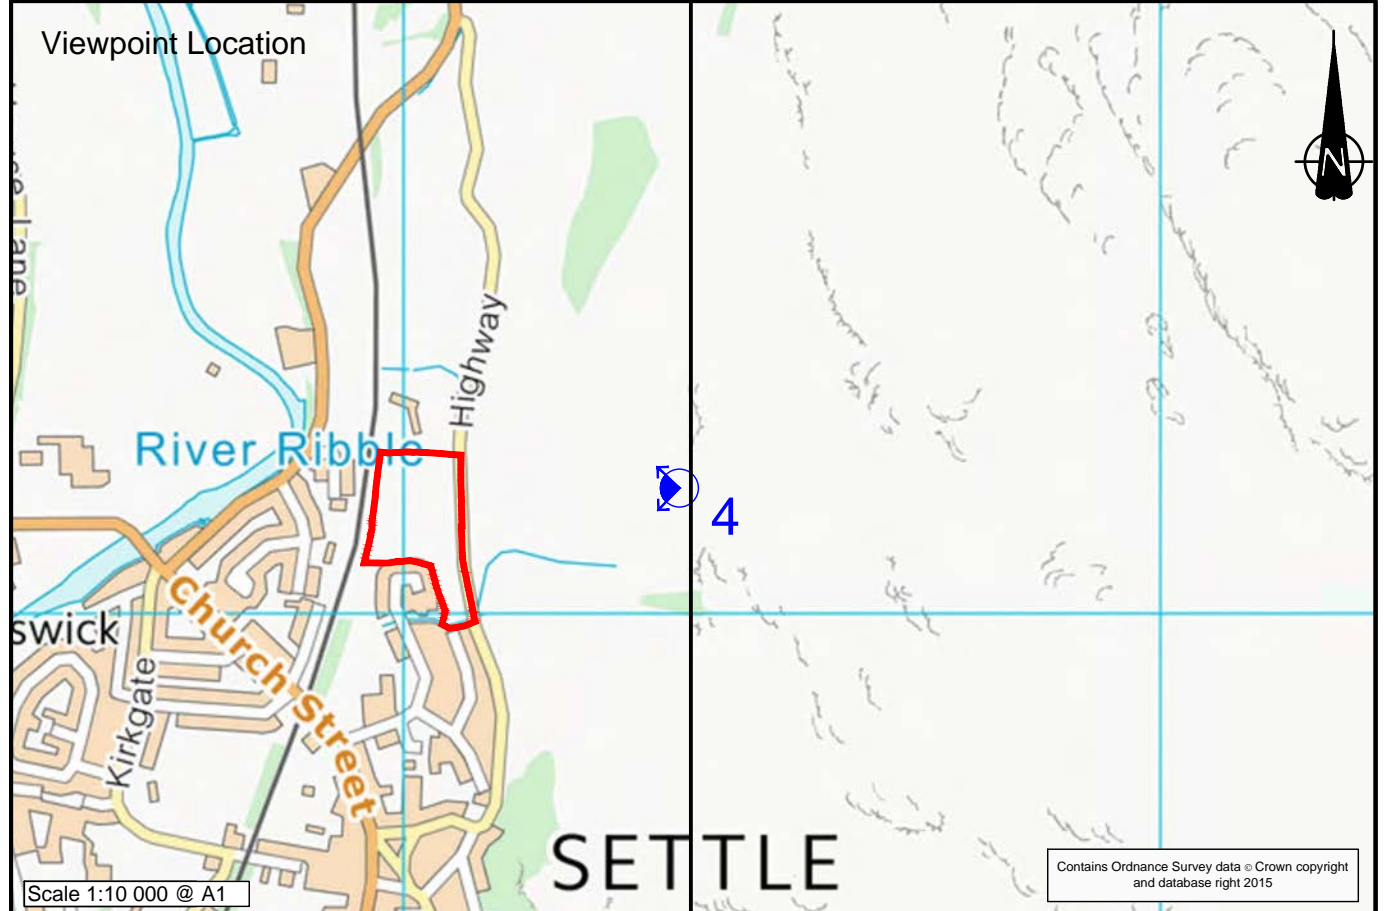 Viewpoint Location
N
Highway
River Ribble
4
swick
Church Street
Kirkgate
SETTLE
Scale 1:10 000 @ A1
Contains Ordnance Survey data © Crown copyright
and database right 2015